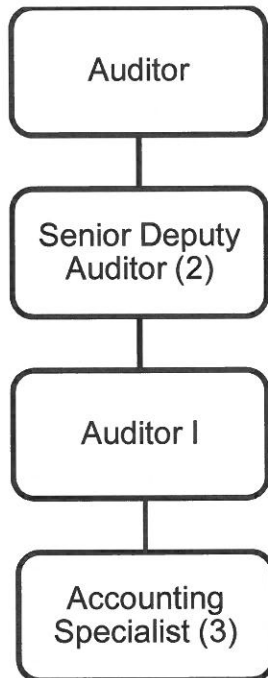 Auditor
Senior Deputy
Auditor (2)
Auditor I
Accounting
Specialist (3)